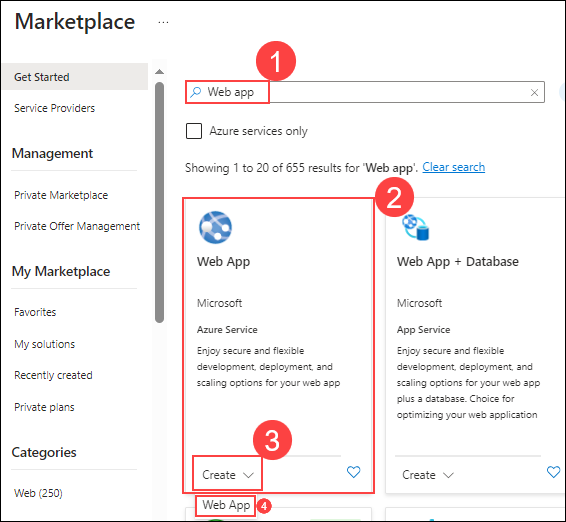 Marketplace ...
Get Started
Service Providers
Management
Private Marketplace
Private Offer Management
My Marketplace
Favorites
My solutions
Recently created
Private plans
Categories
Web (250)
1
Web app
Azure services only
Showing 1 to 20 of 655 results for 'Web app'. Clear search
2
Web App
Microsoft
Azure Service
Enjoy secure and flexible
development, deployment, and
scaling options for your web app
3
Create
Web App 4
Web App + Database
Microsoft
App Service
Enjoy secure and flexible
development, deployment, and
scaling options for your web app
plus a database. Choice for
optimizing your web application
Create